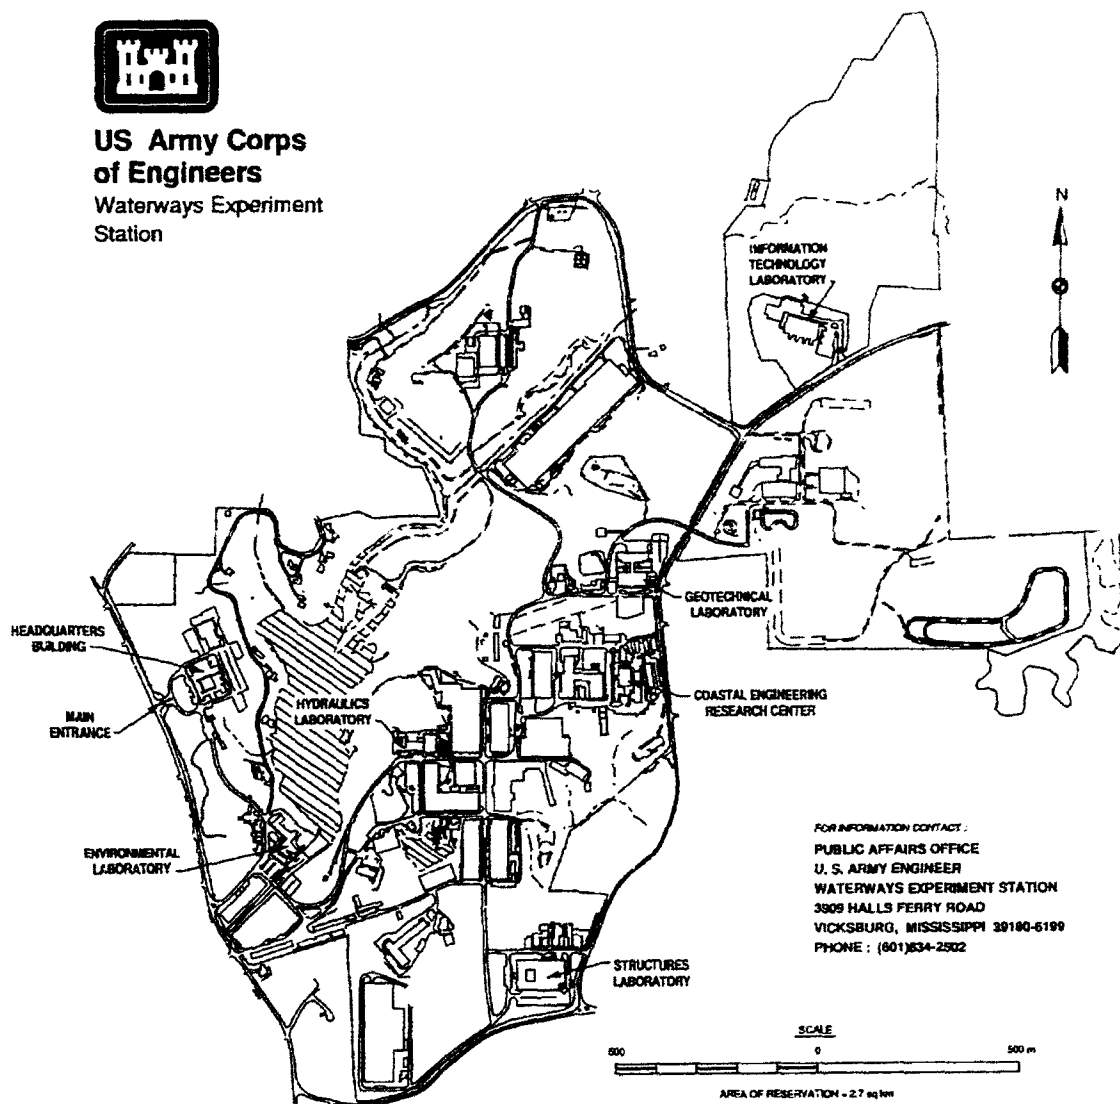 US Army Corps
of Engineers
Waterways Experiment
Station
N
INFORMATION
TECHNOLOGY
LABORATORY
GEOTECHNICAL
LABORATORY
HEADQUARTERS
BUILDING
MAIN
ENTRANCE
HYDRAULICS
LABORATORY
COASTAL ENGINEERING
RESEARCH CENTER
ENVIRONMENTAL
LABORATORY
STRUCTURES
LABORATORY
FOR INFORMATION CONTACT :
PUBLIC AFFAIRS OFFICE
U. S. ARMY ENGINEER
WATERWAYS EXPERIMENT STATION
3909 HALLS FERRY ROAD
VICKSBURG, MISSISSIPPI 39180-6199
PHONE : (601)634-2502
SCALE
500 0 500 m
AREA OF RESERVATION = 2.7 sq km